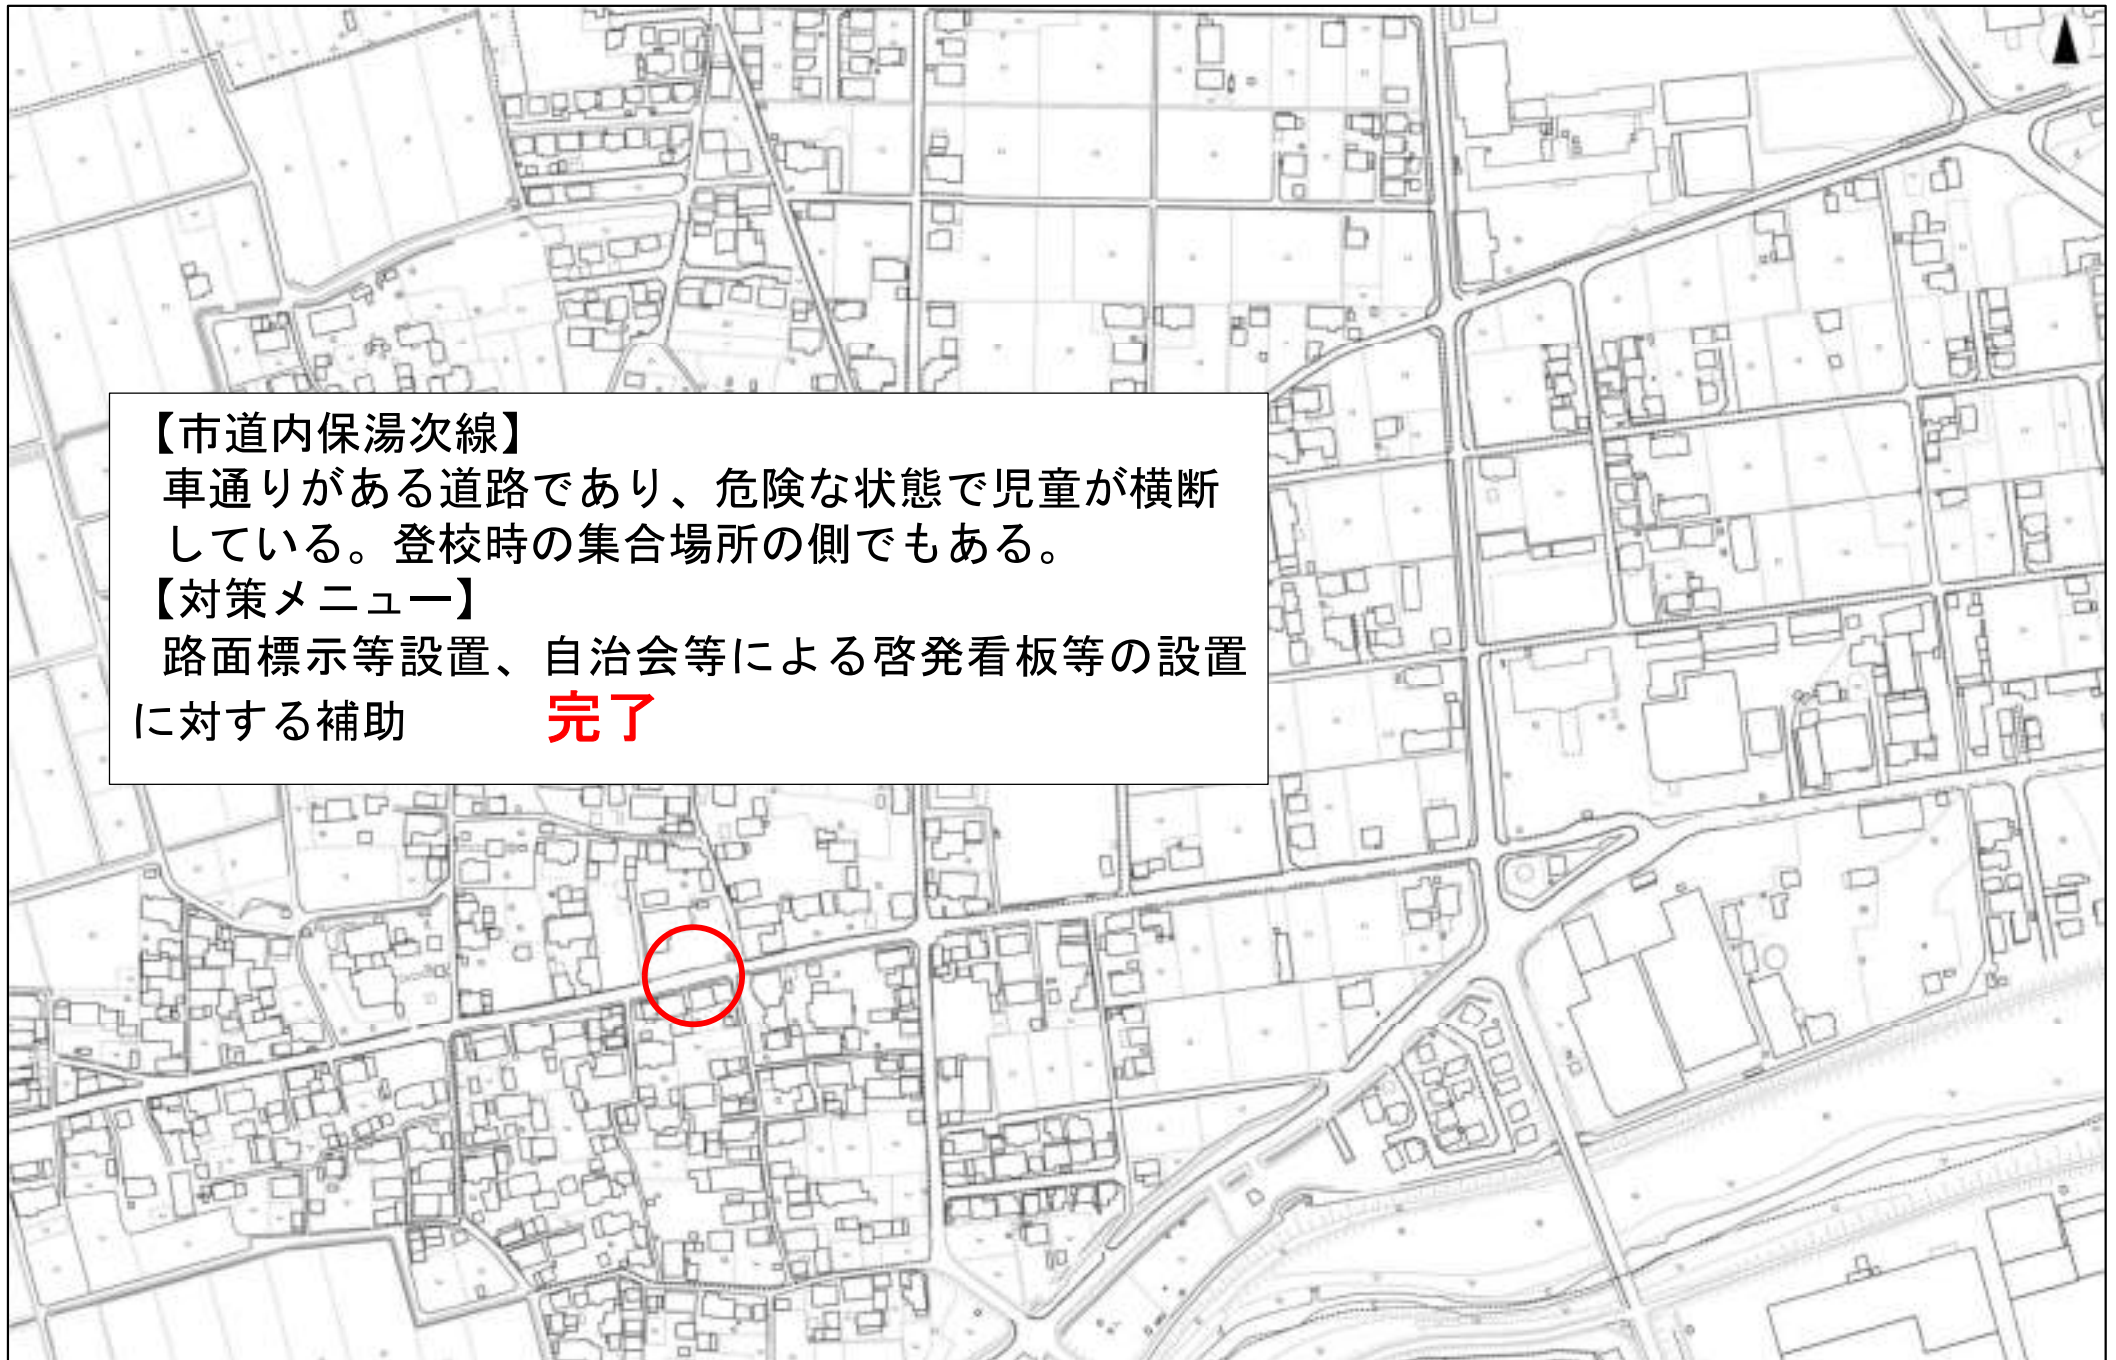 【市道内保湯次線】
車通りがある道路であり、危険な状態で児童が横断
している。登校時の集合場所の側でもある。
【対策メニュー】
路面標示等設置、自治会等による啓発看板等の設置
に対する補助 完了